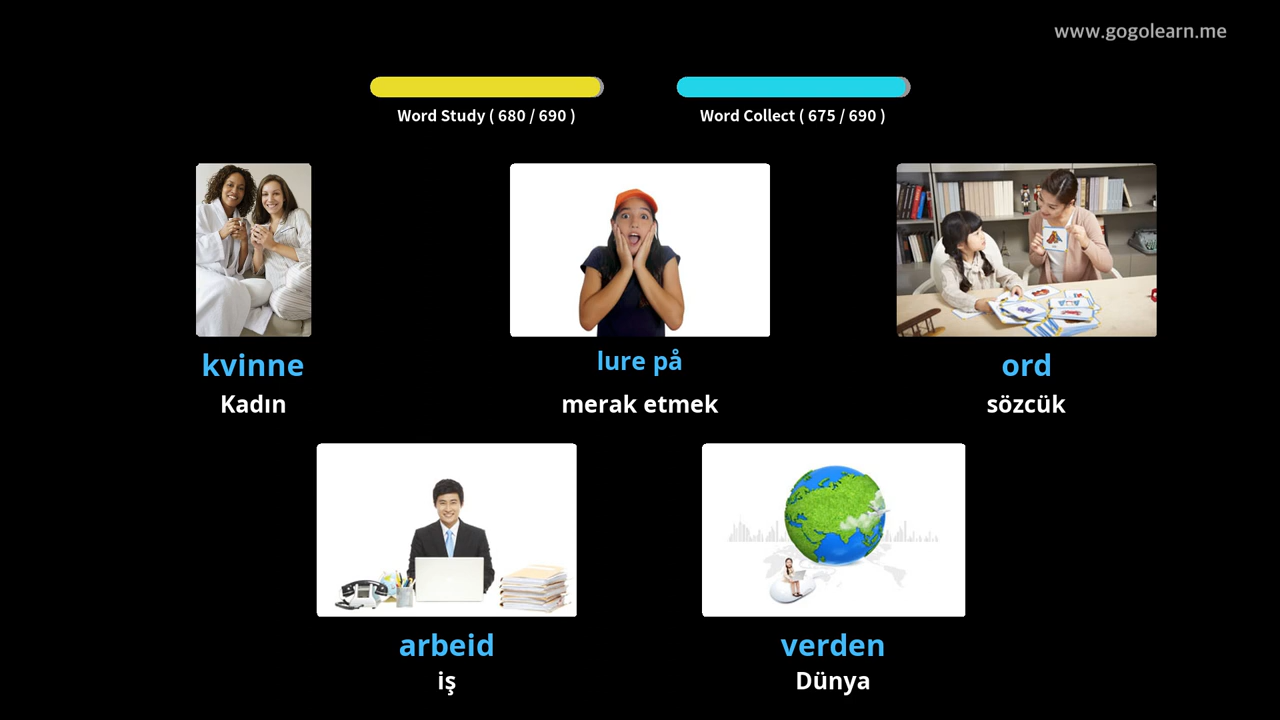 www.gogolearn.me
Word Study ( 680 / 690 )
Word Collect ( 675 / 690 )
kvinne
Kadın
lure på
merak etmek
ord
sözcük
arbeid
iş
verden
Dünya